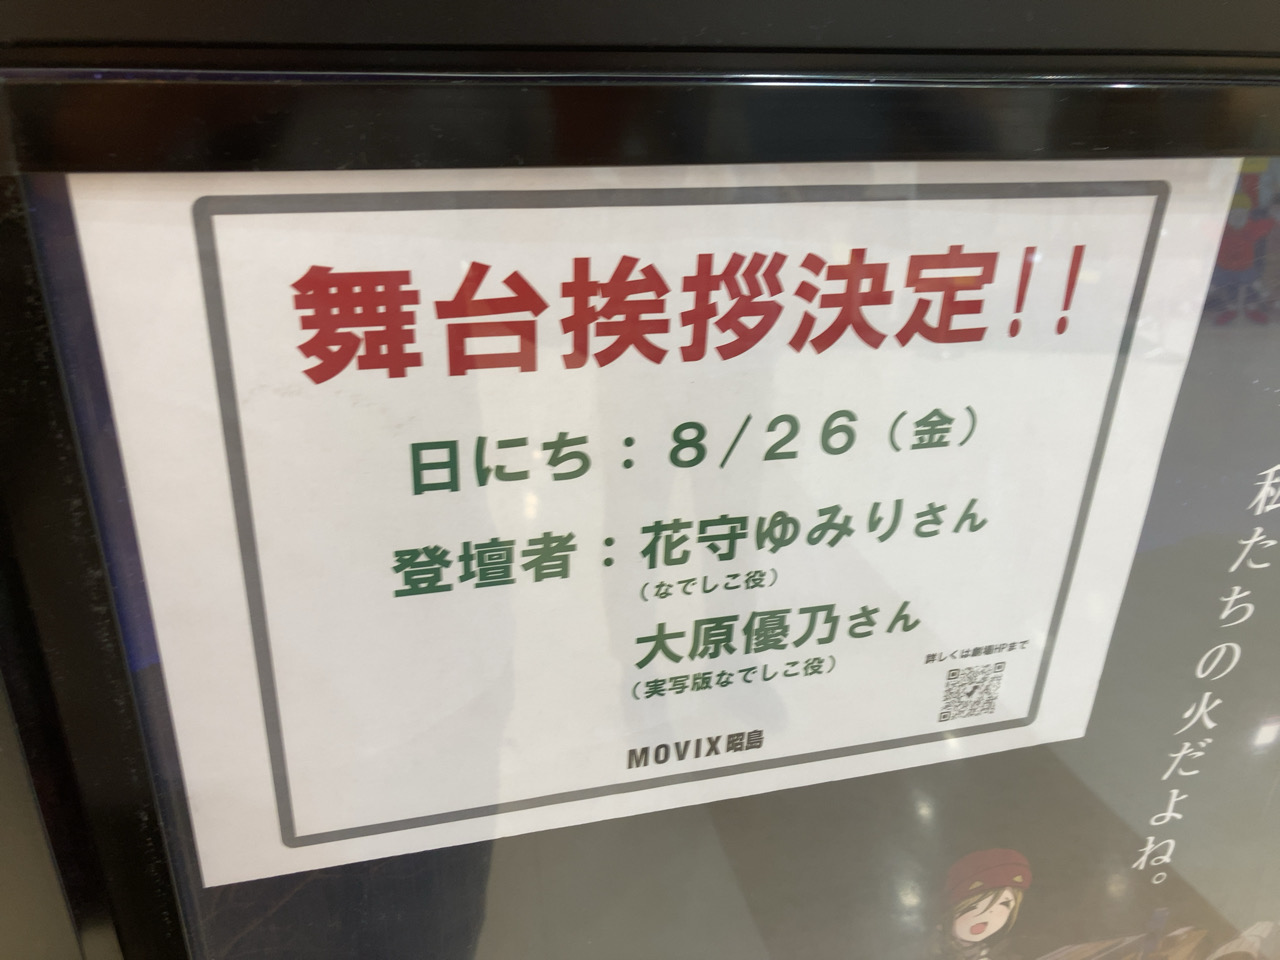 舞台挨拶決定!!
日にち：８/２６（金）
登壇者：花守ゆみりさん
（なでしこ役）
大原優乃さん
（実写版なでしこ役）
詳しくは劇場HPまで
MOVIX昭島
私たちの火だよね。